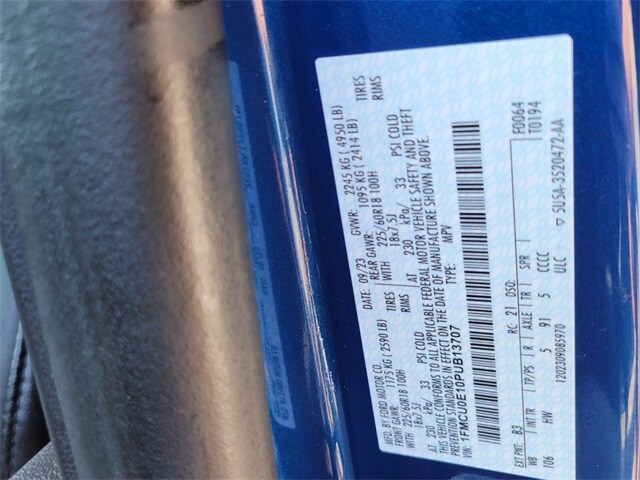 MFD. BY FORD MOTOR CO.
DATE: 09/23 GVWR: 2245 KG ( 4950 LB)
FRONT GAWR: 1175 KG ( 2590 LB) REAR GAWR: 1095 KG ( 2414 LB)
WITH 225/60R18 100H TIRES WITH 225/60R18 100H TIRES
18x7.5J RIMS 18x7.5J RIMS
AT 230 kPa/ 33 PSI COLD AT 230 kPa/ 33 PSI COLD
THIS VEHICLE CONFORMS TO ALL APPLICABLE FEDERAL MOTOR VEHICLE SAFETY AND THEFT
PREVENTION STANDARDS IN EFFECT ON THE DATE OF MANUFACTURE SHOWN ABOVE.
VIN: 1FMCU0E10PUB13707 TYPE: MPV
F0064
T0194
EXT PNT: B3 RC: 21 DSO:
WB INT TR TP/PS R AXLE TR SPR
106 HW 5 91 5 CCCC
1202309085970 ULC ▽ 5U5A-3520472-AA